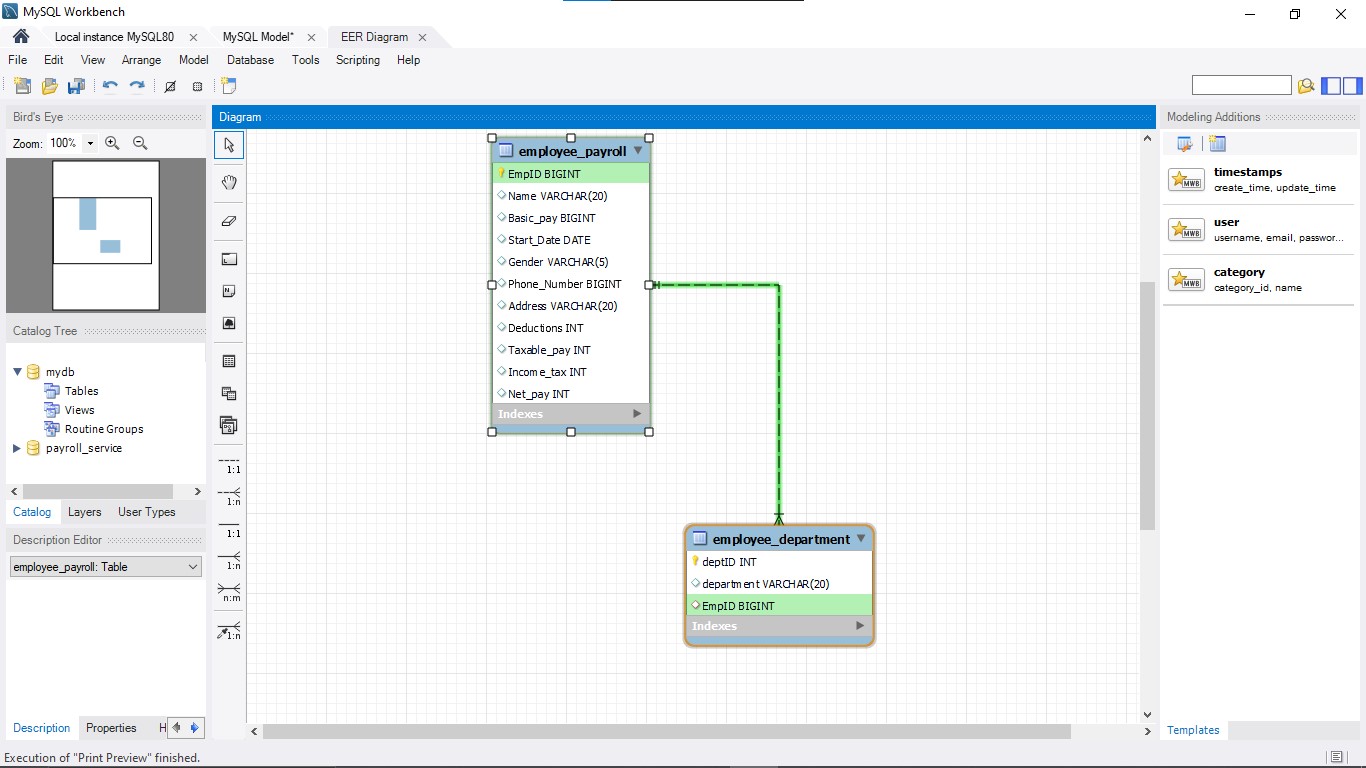 MySQL Workbench
Local instance MySQL80
MySQL Model*
EER Diagram
File Edit View Arrange Model Database Tools Scripting Help
Bird's Eye
Zoom: 100%
Catalog Tree
mydb
Tables
Views
Routine Groups
payroll_service
Catalog Layers User Types
Description Editor
employee_payroll: Table
Description Properties H
1:1
1:n
1:1
1:n
n:m
1:n
Diagram
employee_payroll
EmpID BIGINT
Name VARCHAR(20)
Basic_pay BIGINT
Start_Date DATE
Gender VARCHAR(5)
Phone_Number BIGINT
Address VARCHAR(20)
Deductions INT
Taxable_pay INT
Income_tax INT
Net_pay INT
Indexes
employee_department
deptID INT
department VARCHAR(20)
EmpID BIGINT
Indexes
Modeling Additions
MWB
timestamps
create_time, update_time
MWB
user
username, email, passwor...
MWB
category
category_id, name
Templates
Execution of "Print Preview" finished.